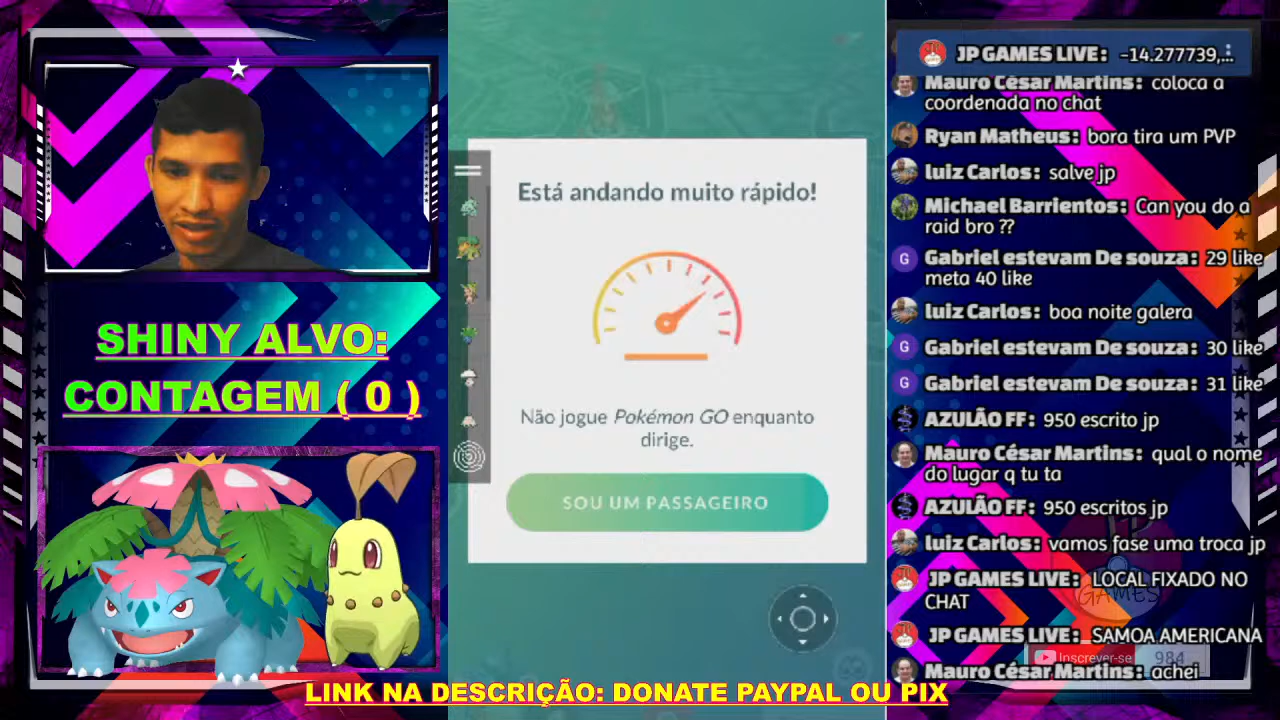 SHINY ALVO:
CONTAGEM ( 0 )
Está andando muito rápido!
Não jogue Pokémon GO enquanto
dirige.
SOU UM PASSAGEIRO
JP GAMES LIVE: -14.277739,...
Mauro César Martins: coloca a
coordenada no chat
Ryan Matheus: bora tira um PVP
luiz Carlos: salve jp
Michael Barrientos: Can you do a
raid bro ??
G Gabriel estevam De souza: 29 like
meta 40 like
luiz Carlos: boa noite galera
G Gabriel estevam De souza: 30 like
G Gabriel estevam De souza: 31 like
AZULÃO FF: 950 escrito jp
Mauro César Martins: qual o nome
do lugar q tu ta
AZULÃO FF: 950 escritos jp
luiz Carlos: vamos fase uma troca jp
JP GAMES LIVE: LOCAL FIXADO NO
CHAT
JP GAMES LIVE: SAMOA AMERICANA
Mauro César Martins: achei
JP
GAMES
Inscrever-se 984
LINK NA DESCRIÇÃO: DONATE PAYPAL OU PIX